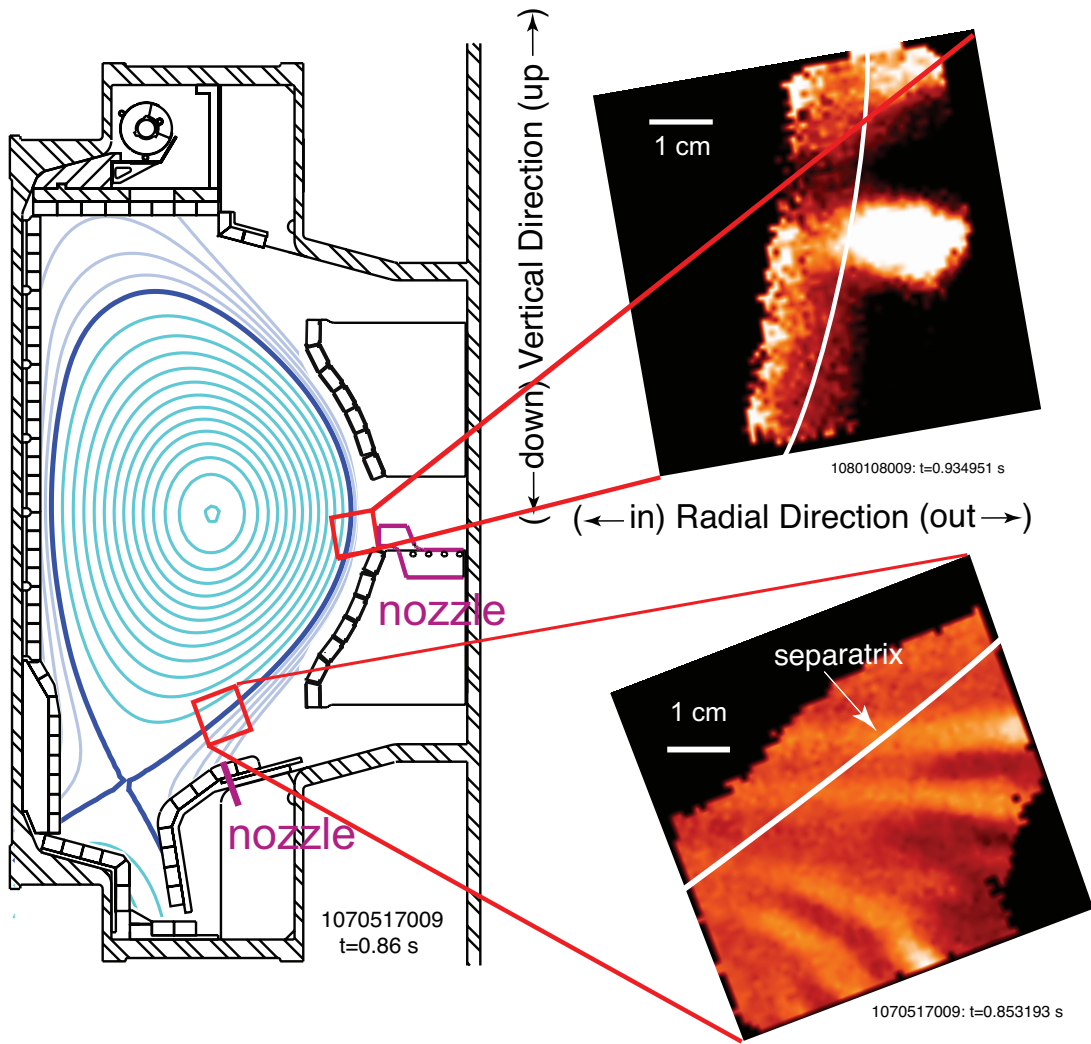 (down) Vertical Direction (up)
1 cm
1080108009: t=0.934951 s
(in) Radial Direction (out)
nozzle
separatrix
1 cm
nozzle
1070517009
t=0.86 s
1070517009: t=0.853193 s